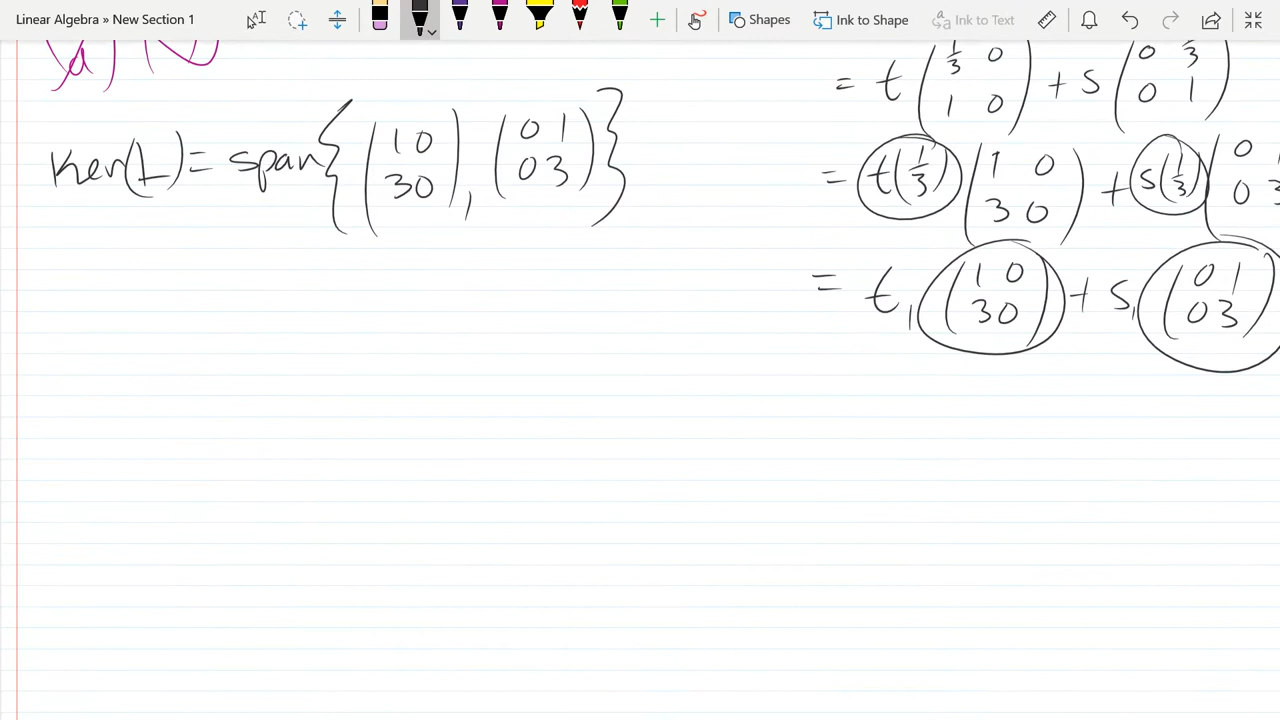 Linear Algebra » New Section 1
Shapes
Ink to Shape
Ink to Text
= t (1/3 0
1 0) + s (0 1/3
0 1)
Ker(L) = span{(1 0
3 0), (0 1
0 3)}
= t(1/3) (1 0
3 0) + s(1/3) (0
0 3
= t₁ (1 0
3 0) + s₁ (0 1
0 3)